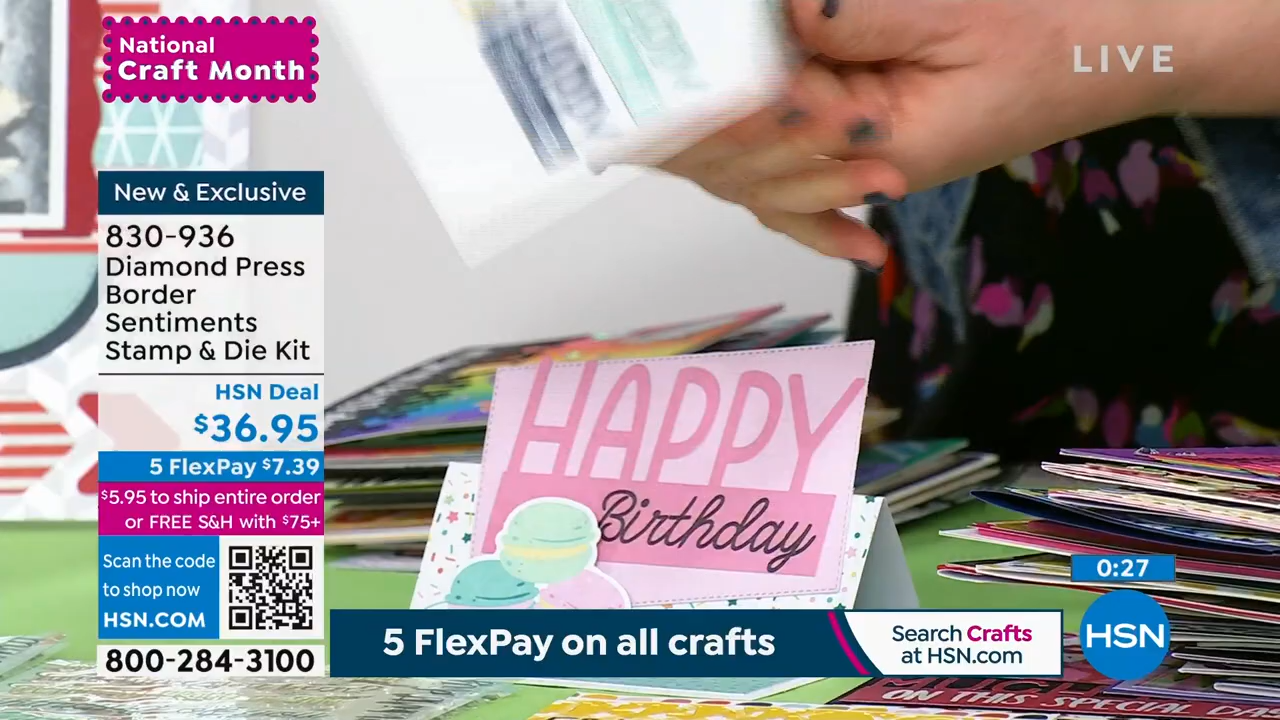 National
Craft Month
LIVE
New & Exclusive
830-936
Diamond Press
Border
Sentiments
Stamp & Die Kit
HSN Deal
$36.95
5 FlexPay $7.39
$5.95 to ship entire order
or FREE S&H with $75+
Scan the code
to shop now
HSN.COM
800-284-3100
HAPPY
Birthday
0:27
5 FlexPay on all crafts
Search Crafts
at HSN.com
HSN
ON THIS SPECIAL DAY